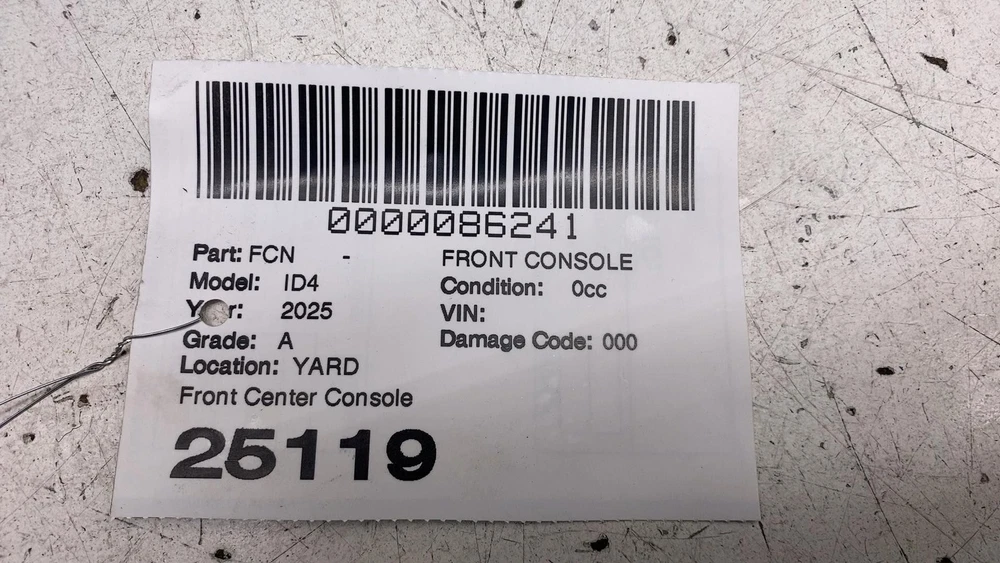 0000086241
Part: FCN - FRONT CONSOLE
Model: ID4 Condition: 0cc
2025 VIN:
Grade: A Damage Code: 000
Location: YARD
Front Center Console
25119